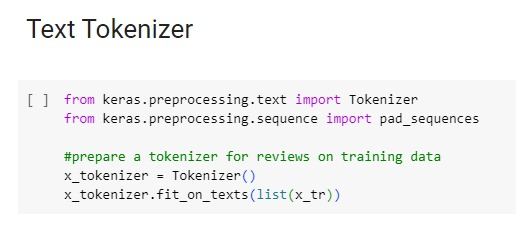 Text Tokenizer
[ ] from keras.preprocessing.text import Tokenizer
from keras.preprocessing.sequence import pad_sequences
#prepare a tokenizer for reviews on training data
x_tokenizer = Tokenizer()
x_tokenizer.fit_on_texts(list(x_tr))